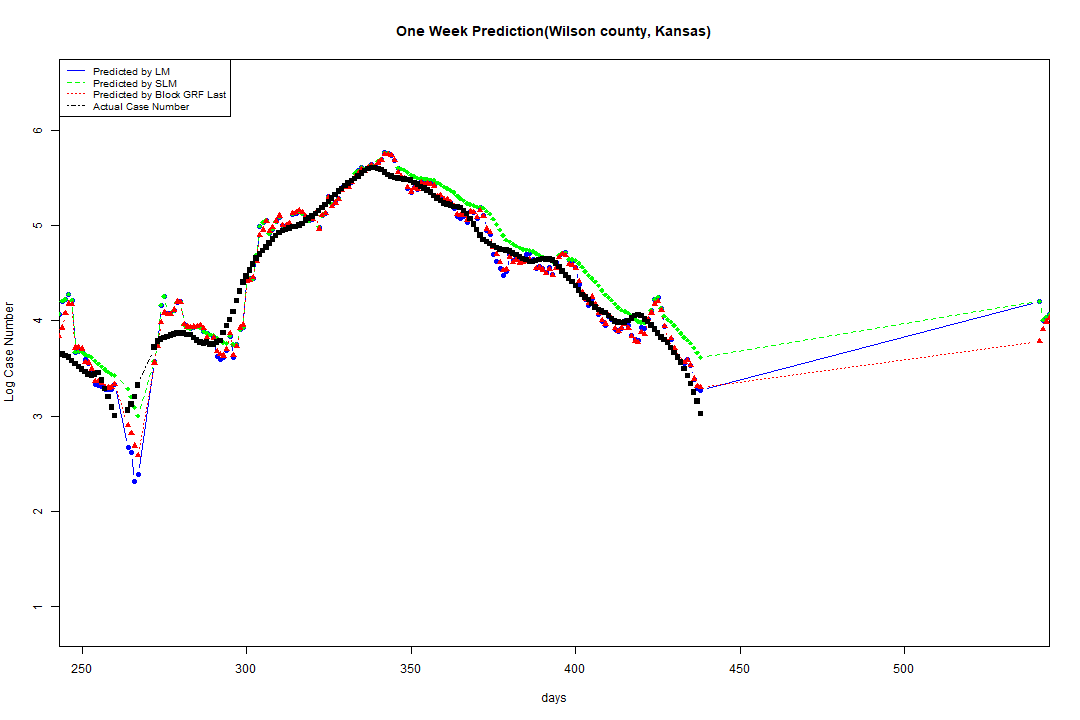 One Week Prediction(Wilson county, Kansas)
Predicted by LM
Predicted by SLM
Predicted by Block GRF Last
Actual Case Number
6
5
4
3
2
1
Log Case Number
250 300 350 400 450 500
days